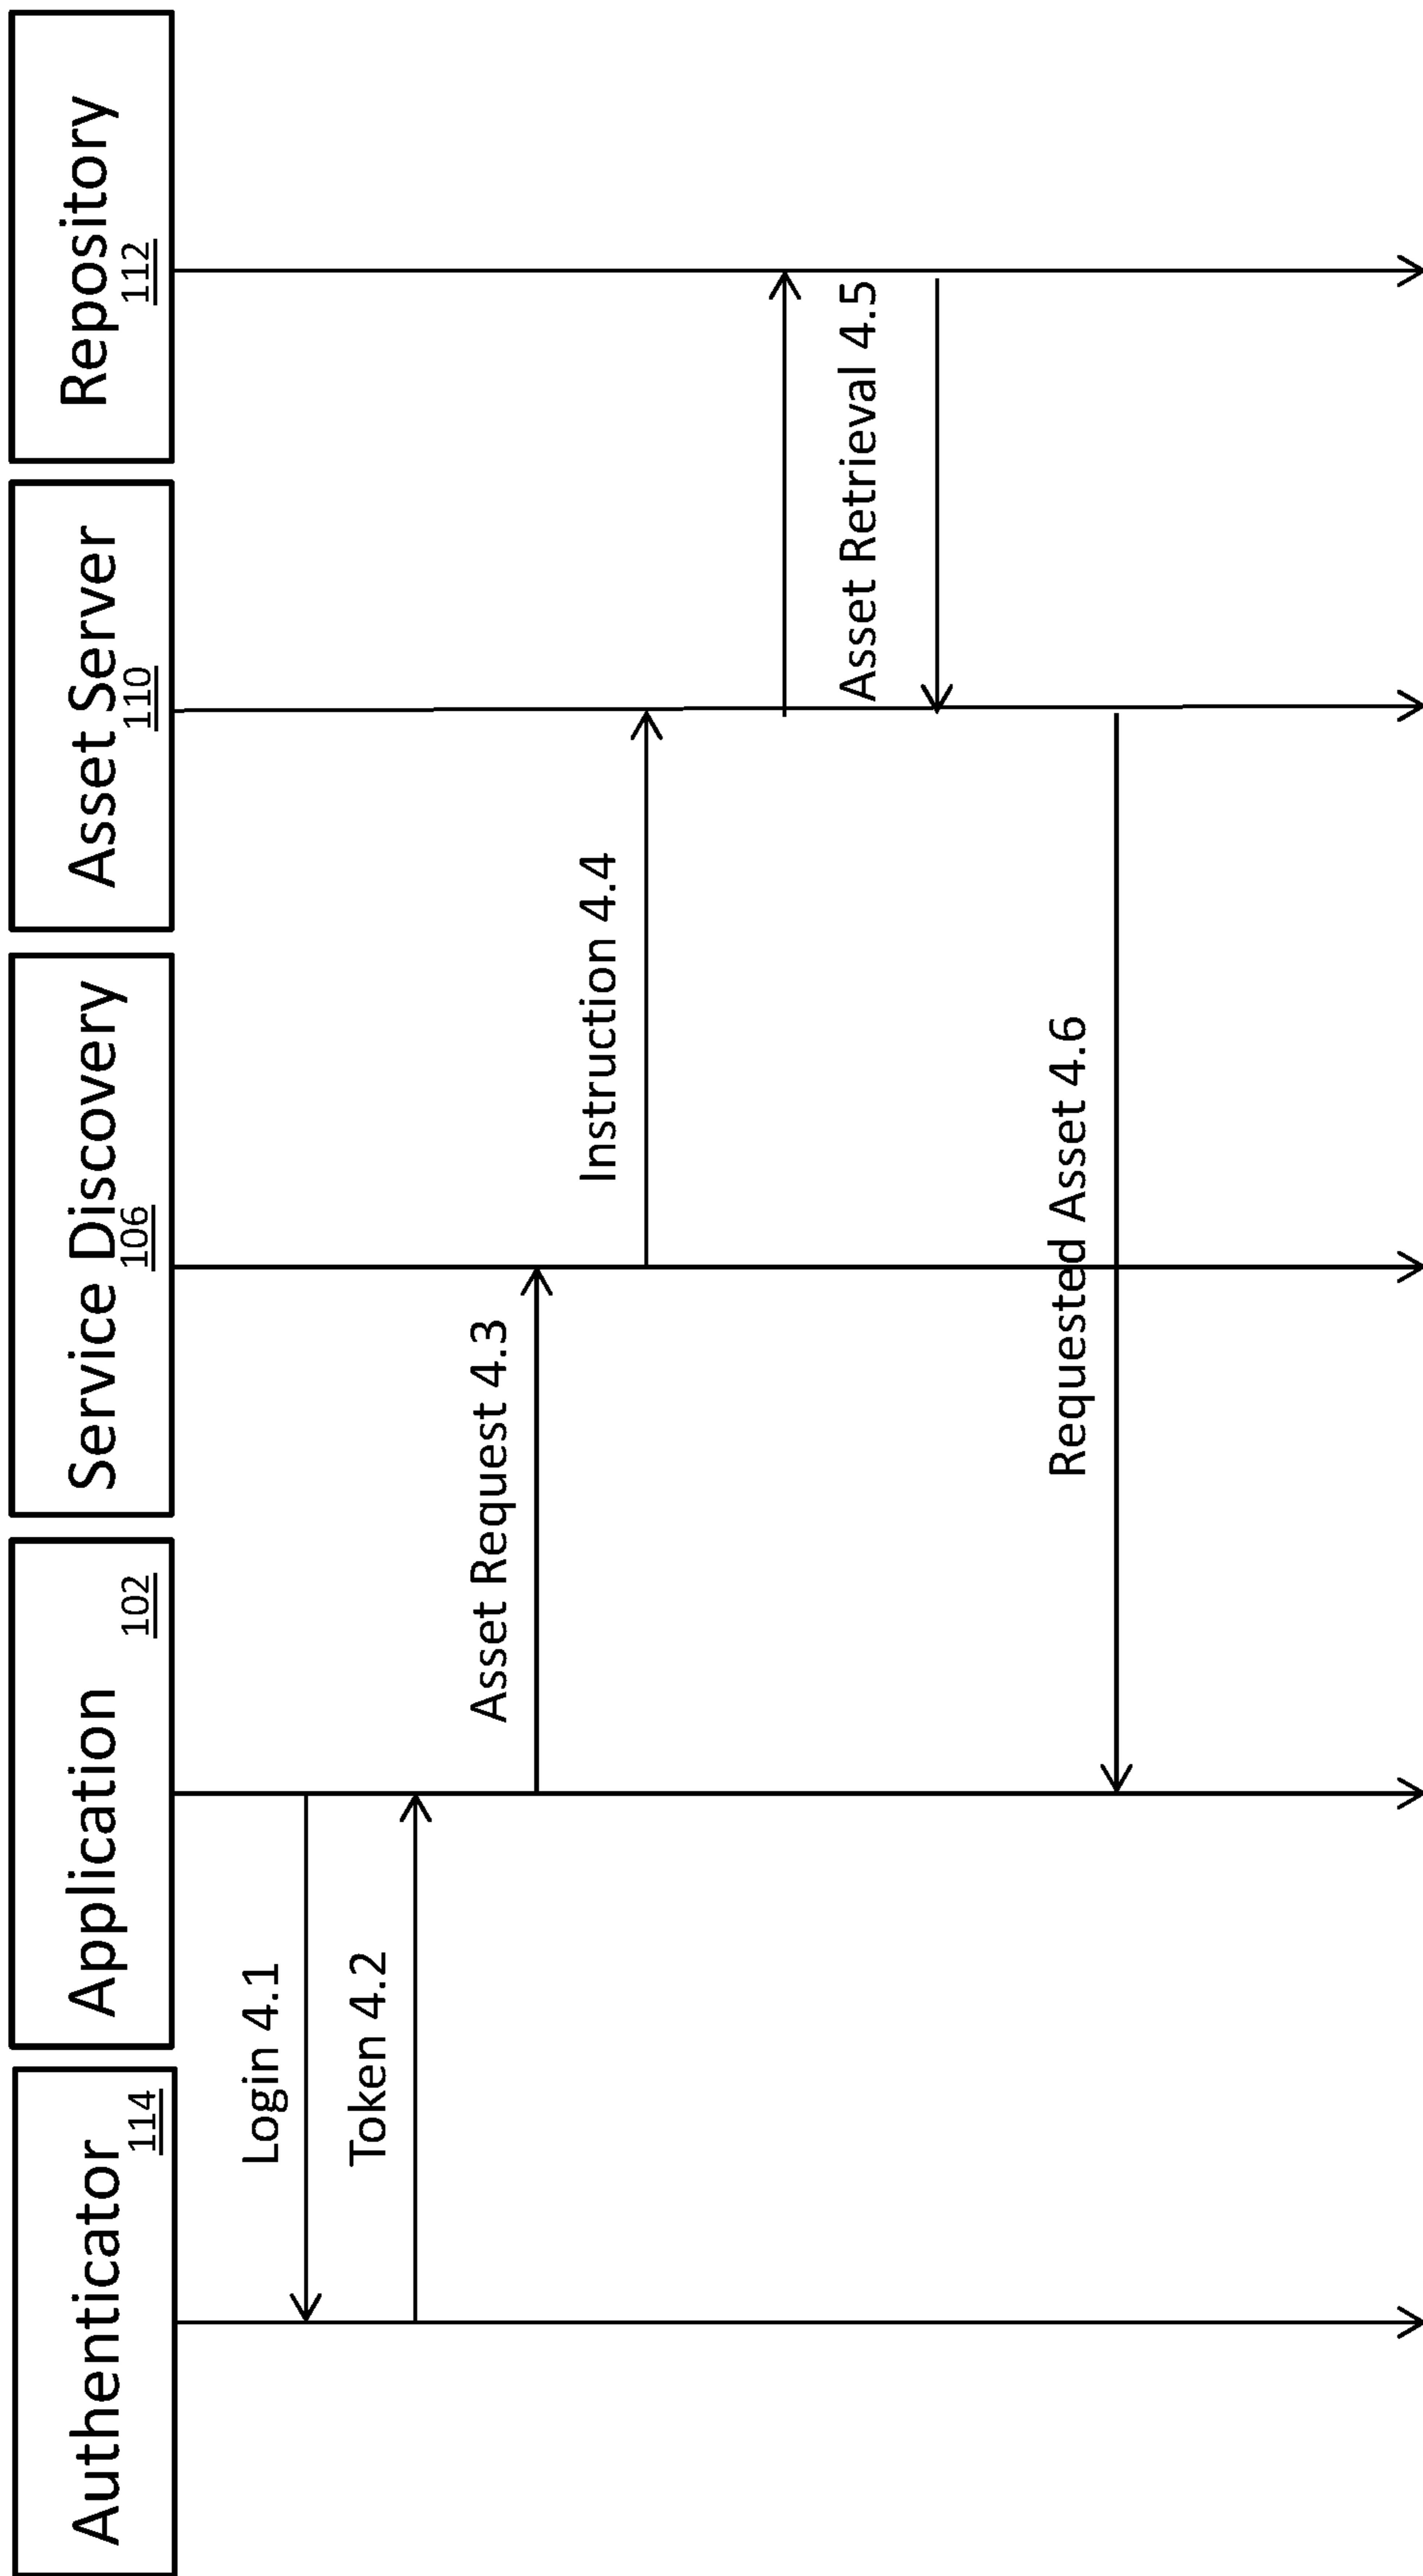 Authenticator
114
Application
102
Service Discovery
106
Asset Server
110
Repository
112
Login 4.1
Token 4.2
Asset Request 4.3
Instruction 4.4
Asset Retrieval 4.5
Requested Asset 4.6